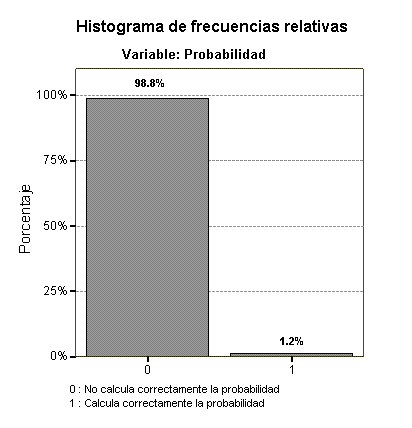 Histograma de frecuencias relativas
Variable: Probabilidad
98.8%
100%
75%
50%
25%
0%
Porcentaje
1.2%
0
1
0 : No calcula correctamente la probabilidad
1 : Calcula correctamente la probabilidad